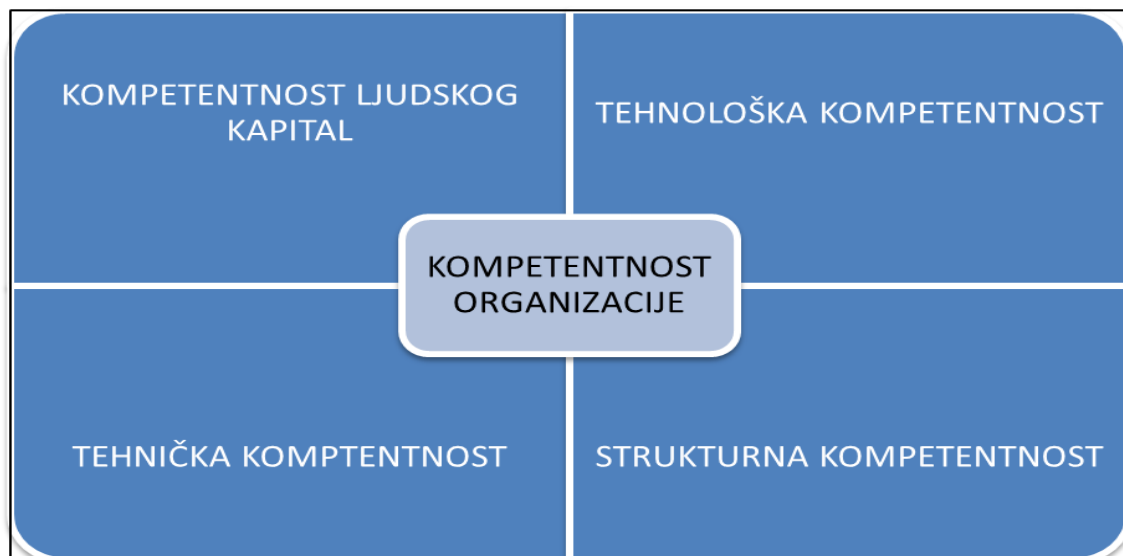 KOMPETENTNOST LJUDSKOG
KAPITAL
TEHNOLOŠKA KOMPETENTNOST
KOMPETENTNOST
ORGANIZACIJE
TEHNIČKA KOMPTENTNOST
STRUKTURNA KOMPETENTNOST